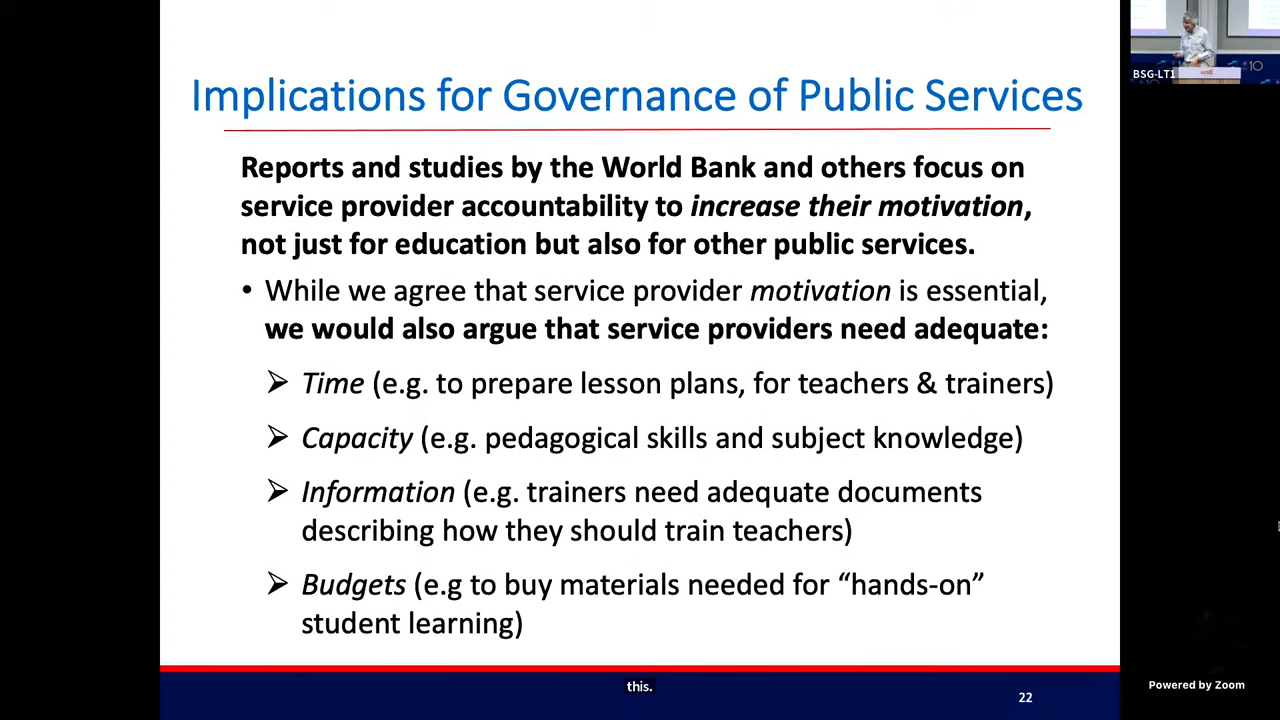 Implications for Governance of Public Services
Reports and studies by the World Bank and others focus on
service provider accountability to increase their motivation,
not just for education but also for other public services.
• While we agree that service provider motivation is essential,
we would also argue that service providers need adequate:
➢ Time (e.g. to prepare lesson plans, for teachers & trainers)
➢ Capacity (e.g. pedagogical skills and subject knowledge)
➢ Information (e.g. trainers need adequate documents
describing how they should train teachers)
➢ Budgets (e.g to buy materials needed for “hands-on”
student learning)
this.
22
BSG-LT1
10
Powered by Zoom